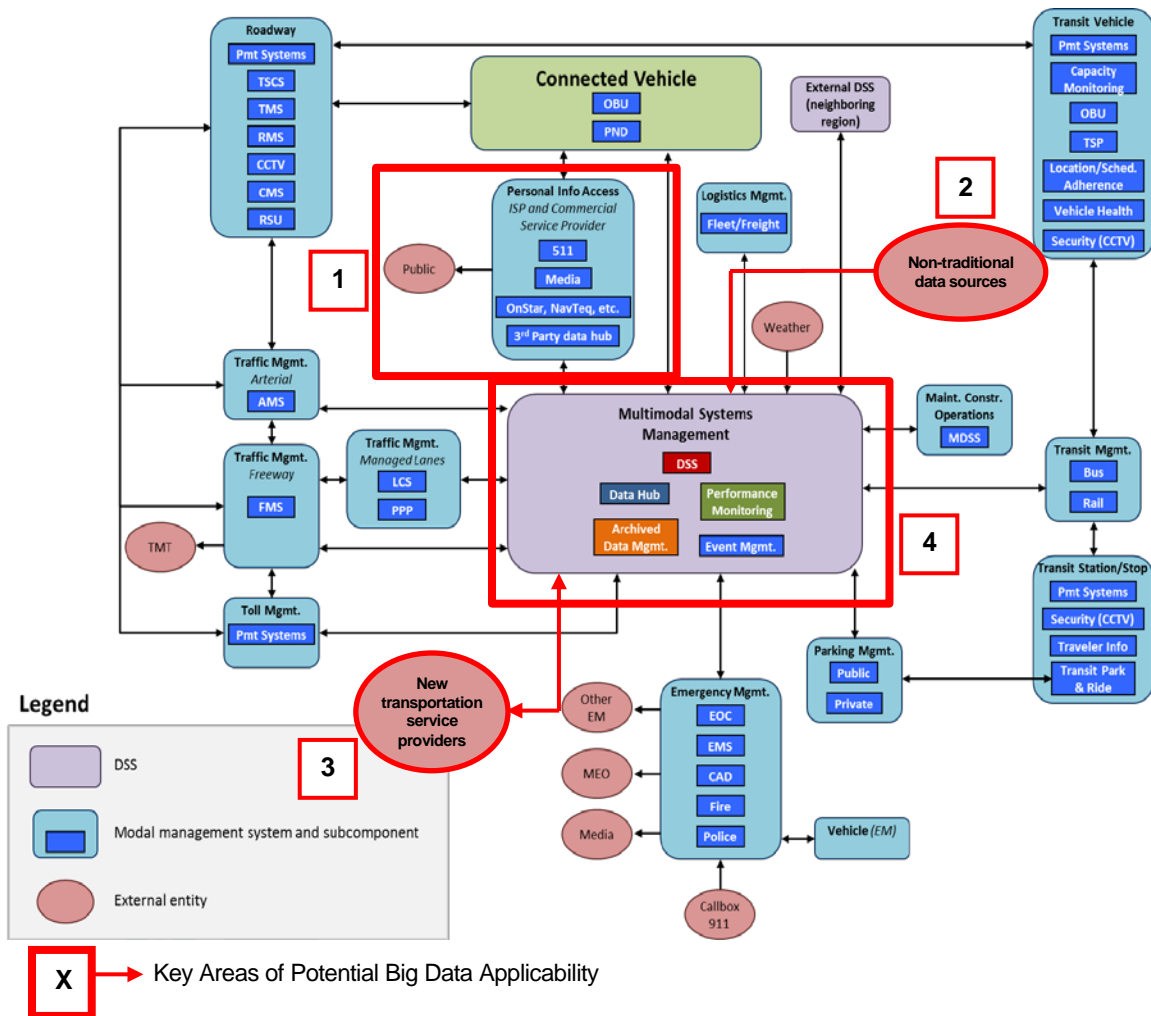 Roadway
Pmt Systems
TSCS
TMS
RMS
CCTV
CMS
RSU
Connected Vehicle
OBU
PND
External DSS
(neighboring
region)
Transit Vehicle
Pmt Systems
Capacity
Monitoring
OBU
TSP
Location/Sched.
Adherence
Vehicle Health
Security (CCTV)
1
Public
Personal Info Access
ISP and Commercial
Service Provider
511
Media
OnStar, NavTeq, etc.
3rd Party data hub
Logistics Mgmt.
Fleet/Freight
2
Non-traditional
data sources
Weather
Traffic Mgmt.
Arterial
AMS
Traffic Mgmt.
Freeway
FMS
TMT
Traffic Mgmt.
Managed Lanes
LCS
PPP
Toll Mgmt.
Pmt Systems
Multimodal Systems
Management
DSS
Data Hub
Performance
Monitoring
Archived
Data Mgmt.
Event Mgmt.
4
Maint. Constr.
Operations
MDSS
Transit Mgmt.
Bus
Rail
Transit Station/Stop
Pmt Systems
Security (CCTV)
Traveler Info
Transit Park
& Ride
Parking Mgmt.
Public
Private
New
transportation
service
providers
3
Other
EM
MEO
Media
Emergency Mgmt.
EOC
EMS
CAD
Fire
Police
Vehicle (EM)
Callbox
911
Legend
DSS
Modal management system and subcomponent
External entity
X
Key Areas of Potential Big Data Applicability